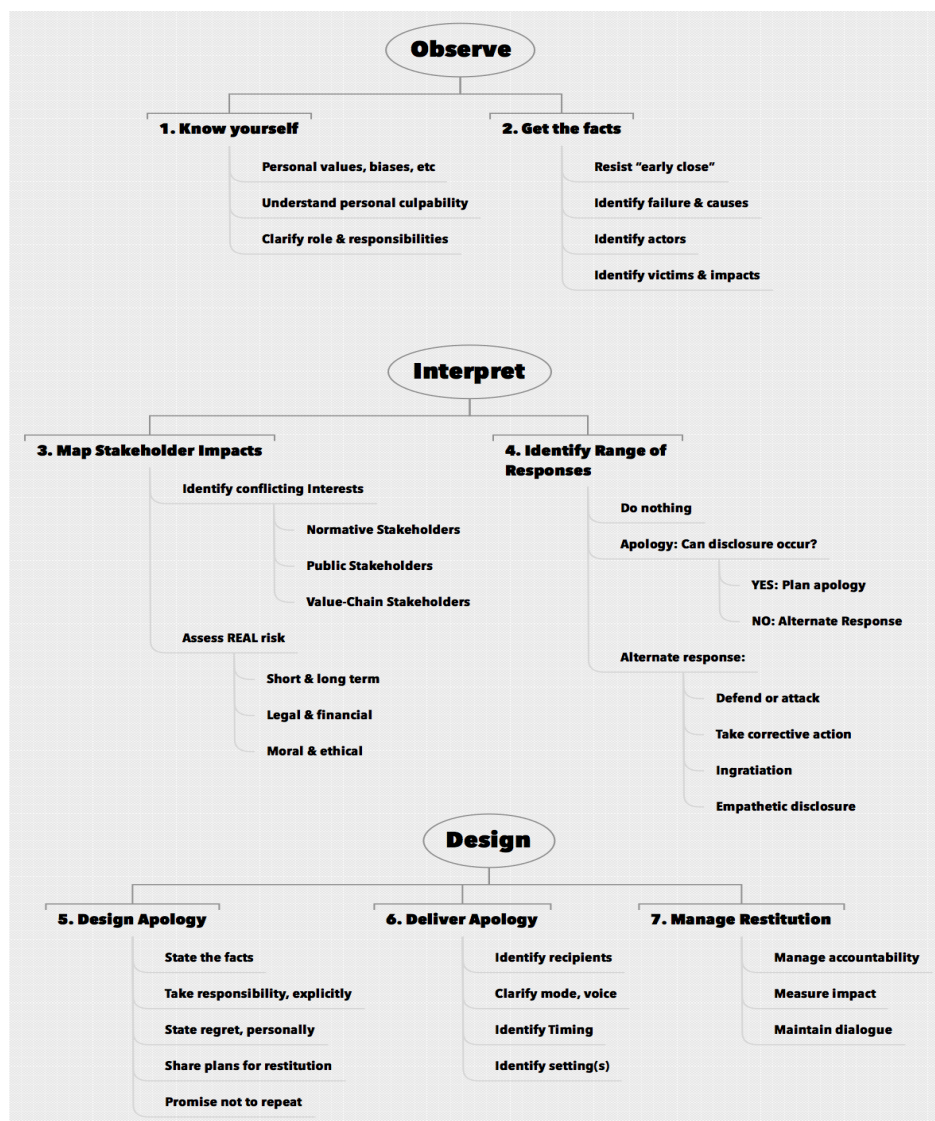 Observe
1. Know yourself
Personal values, biases, etc
Understand personal culpability
Clarify role & responsibilities
2. Get the facts
Resist “early close”
Identify failure & causes
Identify actors
Identify victims & impacts
Interpret
3. Map Stakeholder Impacts
Identify conflicting Interests
Normative Stakeholders
Public Stakeholders
Value-Chain Stakeholders
Assess REAL risk
Short & long term
Legal & financial
Moral & ethical
4. Identify Range of
Responses
Do nothing
Apology: Can disclosure occur?
YES: Plan apology
NO: Alternate Response
Alternate response:
Defend or attack
Take corrective action
Ingratiation
Empathetic disclosure
Design
5. Design Apology
State the facts
Take responsibility, explicitly
State regret, personally
Share plans for restitution
Promise not to repeat
6. Deliver Apology
Identify recipients
Clarify mode, voice
Identify Timing
Identify setting(s)
7. Manage Restitution
Manage accountability
Measure impact
Maintain dialogue